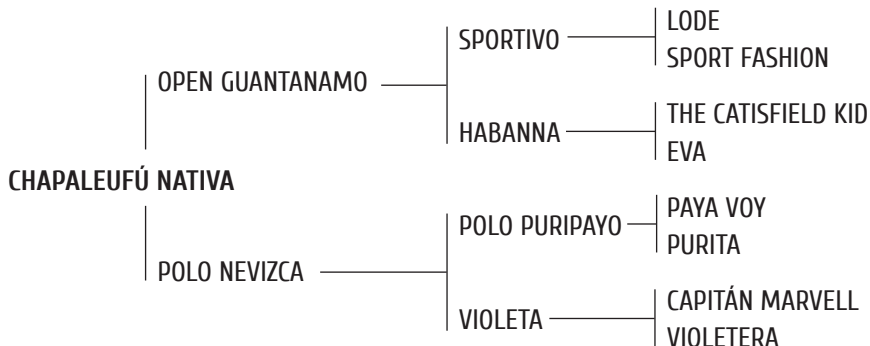 LODE
SPORTIVO
SPORT FASHION
OPEN GUANTANAMO
THE CATISFIELD KID
HABANNA
EVA
CHAPALEUFÚ NATIVA
PAYA VOY
POLO PURIPAYO
PURITA
POLO NEVIZCA
CAPITÁN MARVELL
VIOLETA
VIOLETERA